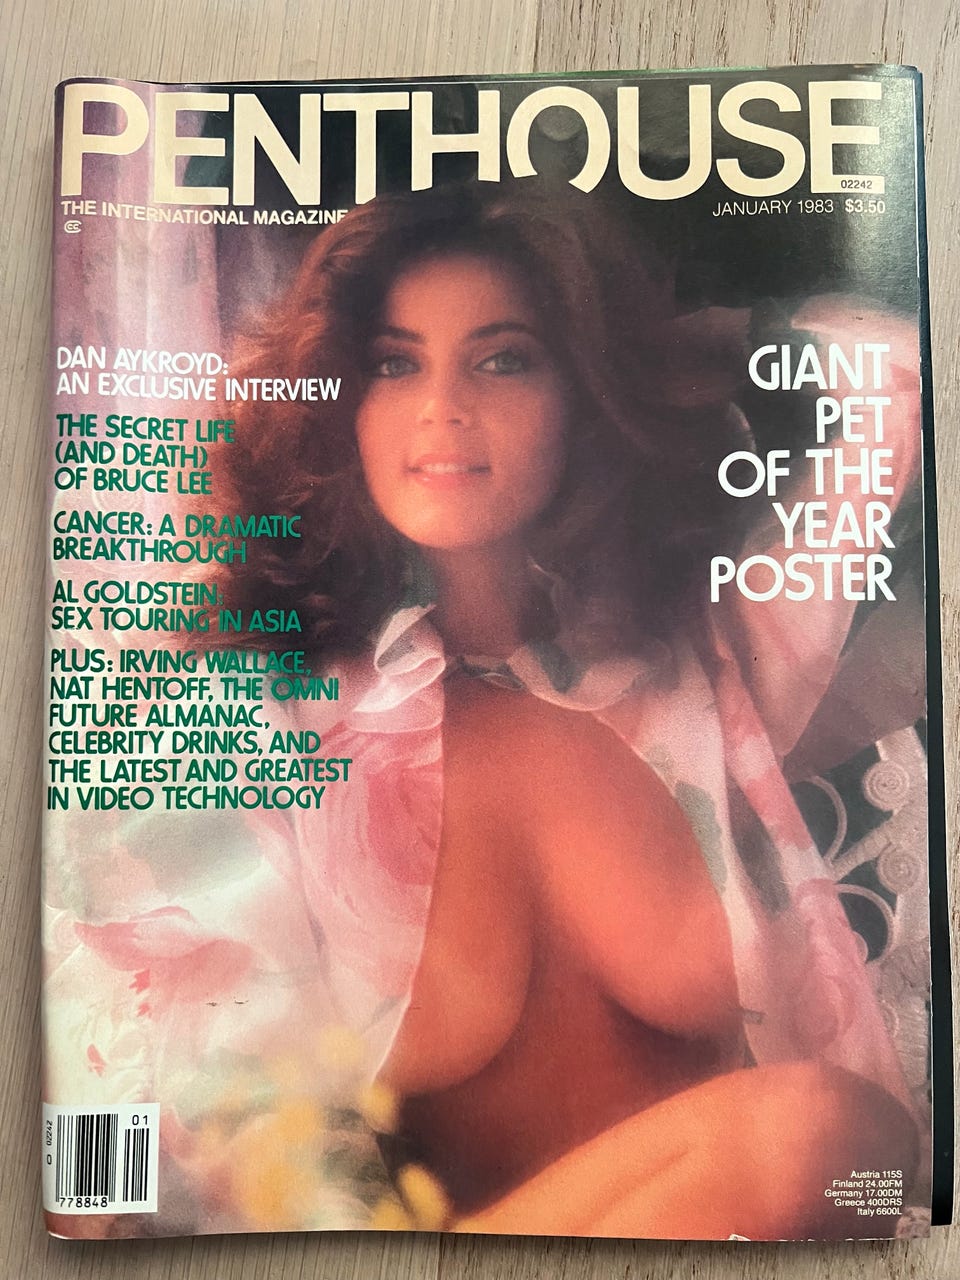 PENTHOUSE
02242
THE INTERNATIONAL MAGAZINE
JANUARY 1983 $3.50
DAN AYKROYD:
AN EXCLUSIVE INTERVIEW
THE SECRET LIFE
(AND DEATH)
OF BRUCE LEE
CANCER: A DRAMATIC
BREAKTHROUGH
AL GOLDSTEIN:
SEX TOURING IN ASIA
PLUS: IRVING WALLACE,
NAT HENTOFF, THE OMNI
FUTURE ALMANAC,
CELEBRITY DRINKS, AND
THE LATEST AND GREATEST
IN VIDEO TECHNOLOGY
GIANT
PET
OF THE
YEAR
POSTER
01
0 02242
778848
Austria 115S
Finland 24.00FM
Germany 17.00DM
Greece 400DRS
Italy 6600L